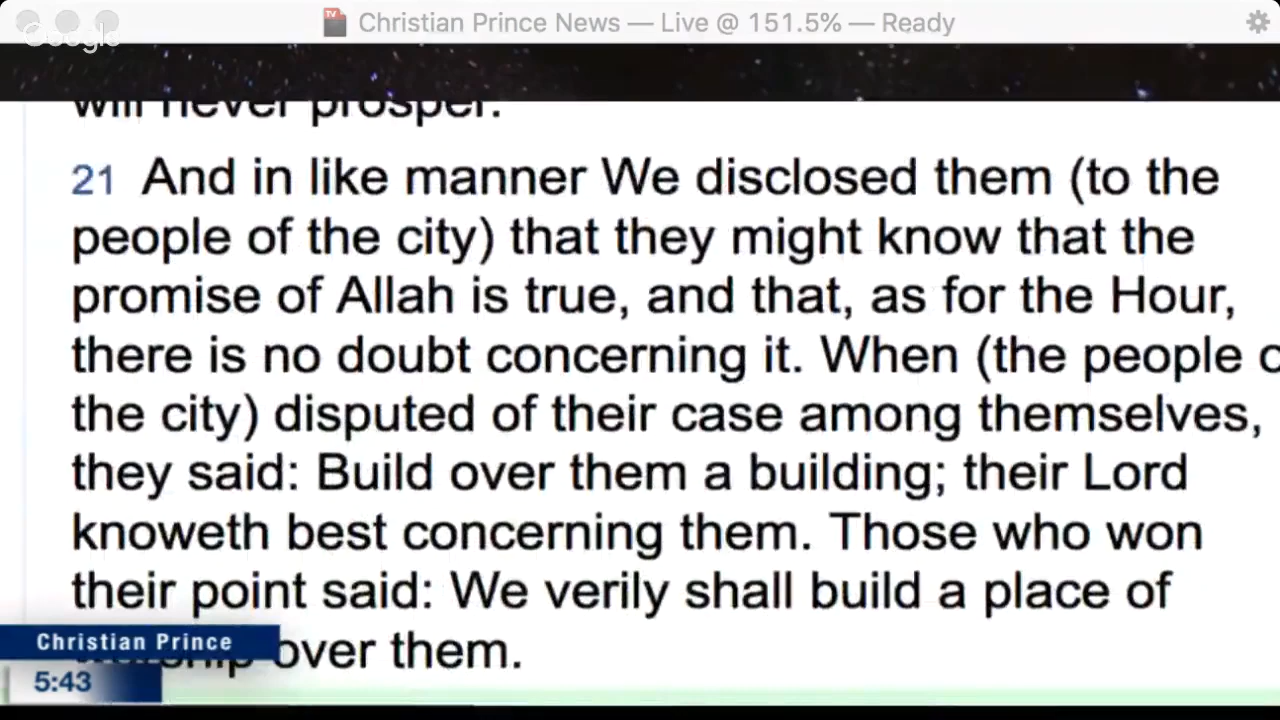 TV
Christian Prince News — Live @ 151.5% — Ready
Google
will never prosper.
21 And in like manner We disclosed them (to the
people of the city) that they might know that the
promise of Allah is true, and that, as for the Hour,
there is no doubt concerning it. When (the people o
the city) disputed of their case among themselves,
they said: Build over them a building; their Lord
knoweth best concerning them. Those who won
their point said: We verily shall build a place of
over them.
Christian Prince
5:43